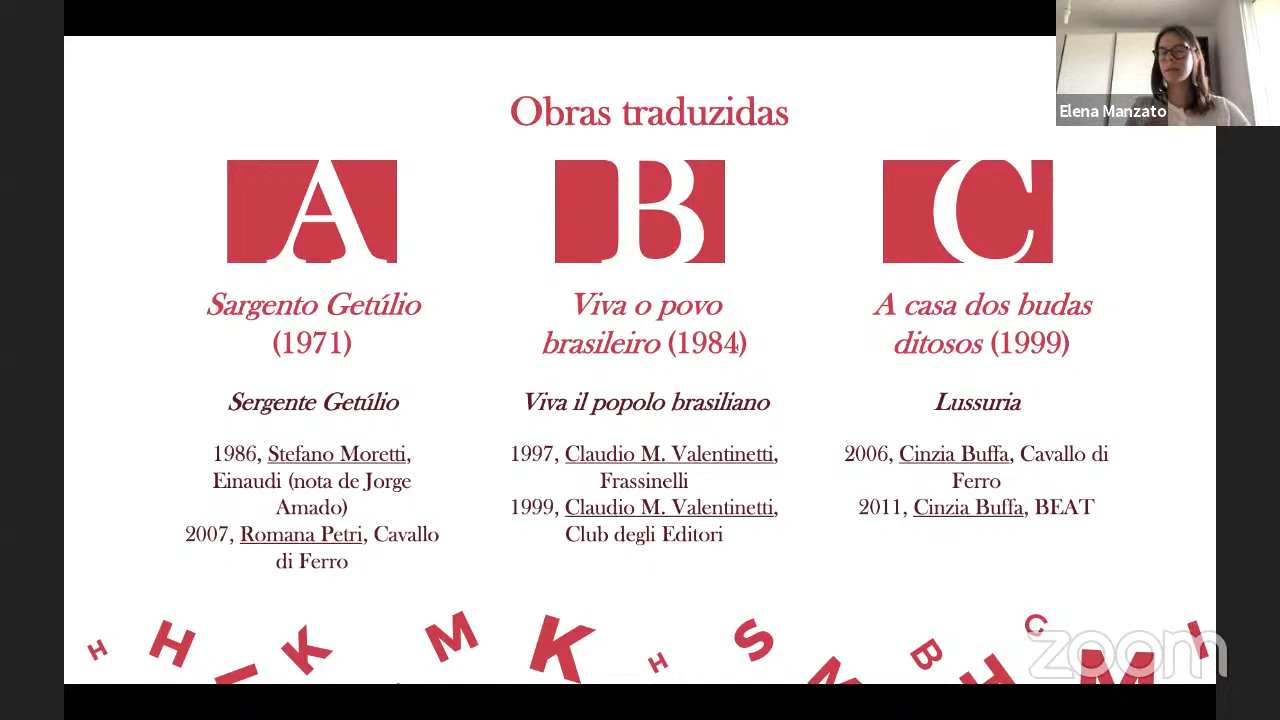 Elena Manzato
Obras traduzidas
A
B
C
Sargento Getúlio
(1971)
Sergente Getúlio
1986, Stefano Moretti,
Einaudi (nota de Jorge
Amado)
2007, Romana Petri, Cavallo
di Ferro
Viva o povo
brasileiro (1984)
Viva il popolo brasiliano
1997, Claudio M. Valentinetti,
Frassinelli
1999, Claudio M. Valentinetti,
Club degli Editori
A casa dos budas
ditosos (1999)
Lussuria
2006, Cinzia Buffa, Cavallo di
Ferro
2011, Cinzia Buffa, BEAT
H H I K M K H S M B H C M I
zoom